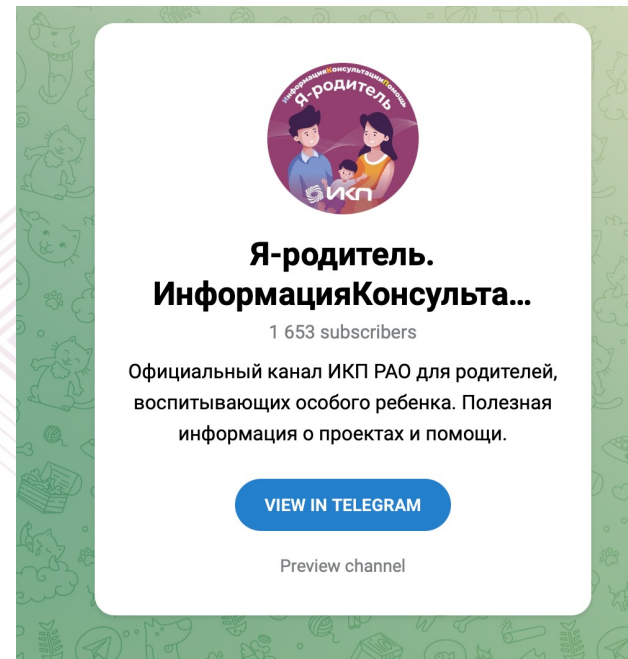 ИнформацияКонсультацииПомощь
Я-родитель
ИКП
Я-родитель.
ИнформацияКонсульта...
1 653 subscribers
Официальный канал ИКП РАО для родителей,
воспитывающих особого ребенка. Полезная
информация о проектах и помощи.
VIEW IN TELEGRAM
Preview channel